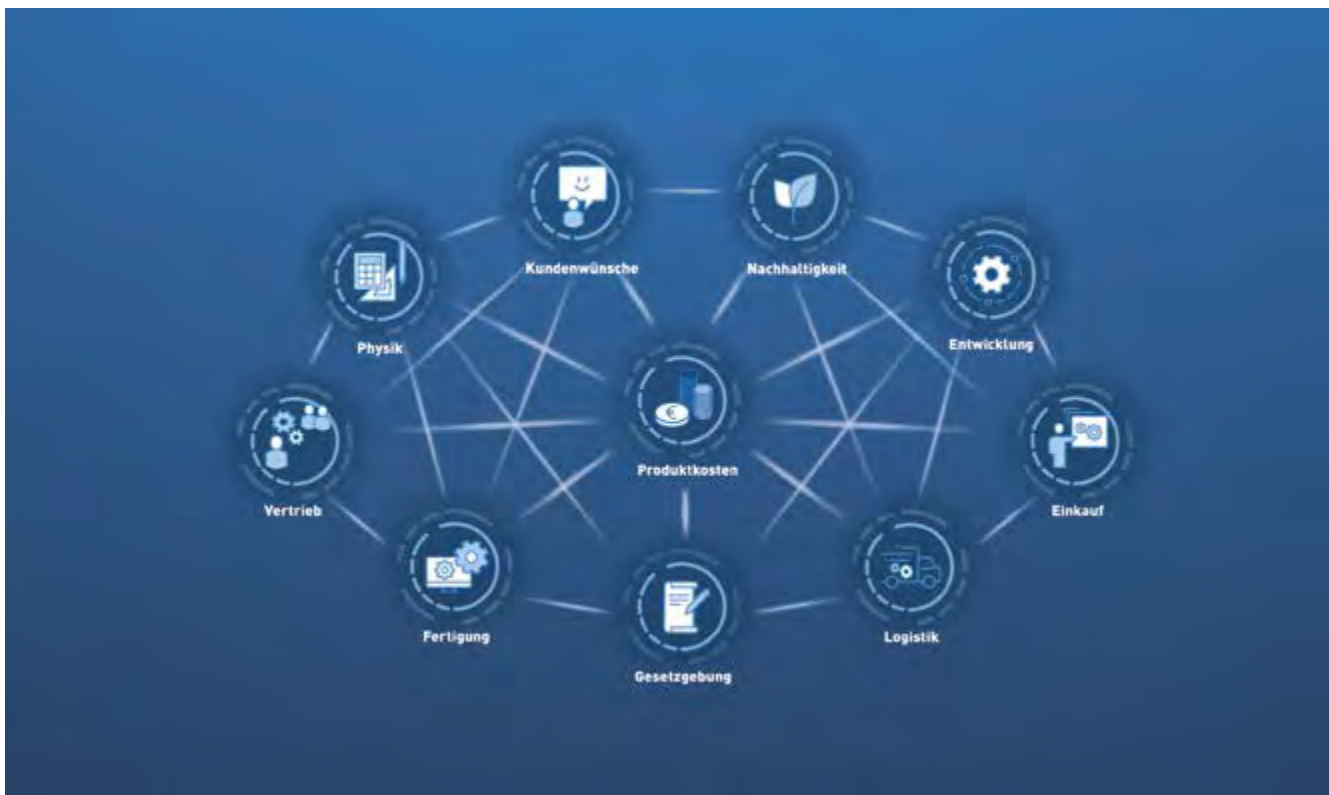 Kundenwünsche
Nachhaltigkeit
Physik
Entwicklung
€
Produktkosten
Vertrieb
Einkauf
Fertigung
Logistik
Gesetzgebung